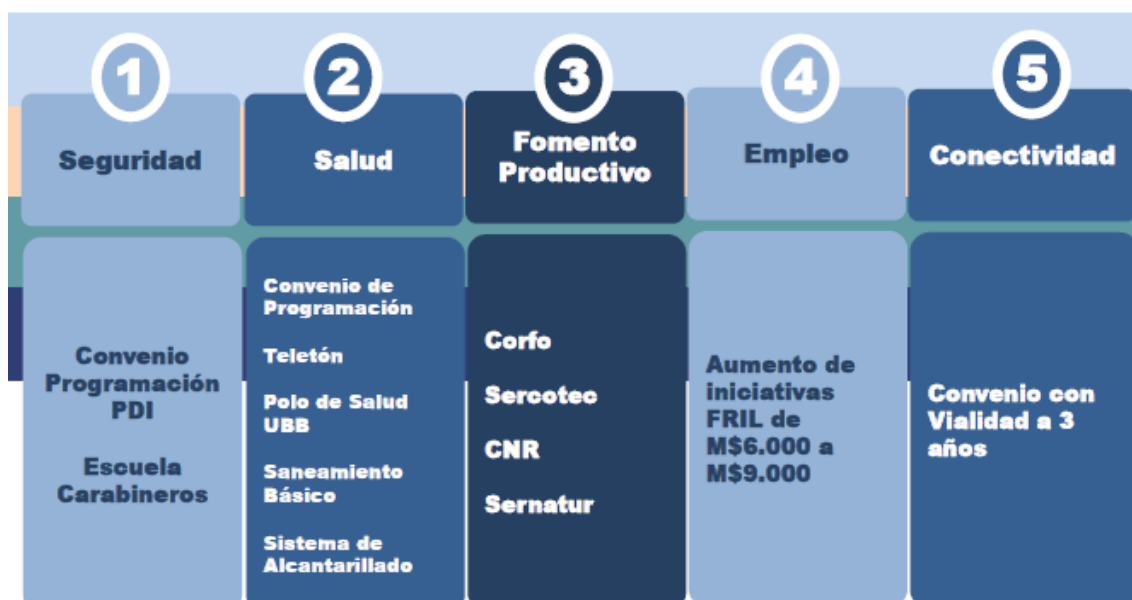 1
Seguridad
Convenio
Programación
PDI
Escuela
Carabineros
2
Salud
Convenio de
Programación
Teletón
Polo de Salud
UBB
Saneamiento
Básico
Sistema de
Alcantarillado
3
Fomento
Productivo
Corfo
Sercotec
CNR
Sernatur
4
Empleo
Aumento de
iniciativas
FRIL de
M$6.000 a
M$9.000
5
Conectividad
Convenio con
Vialidad a 3
años